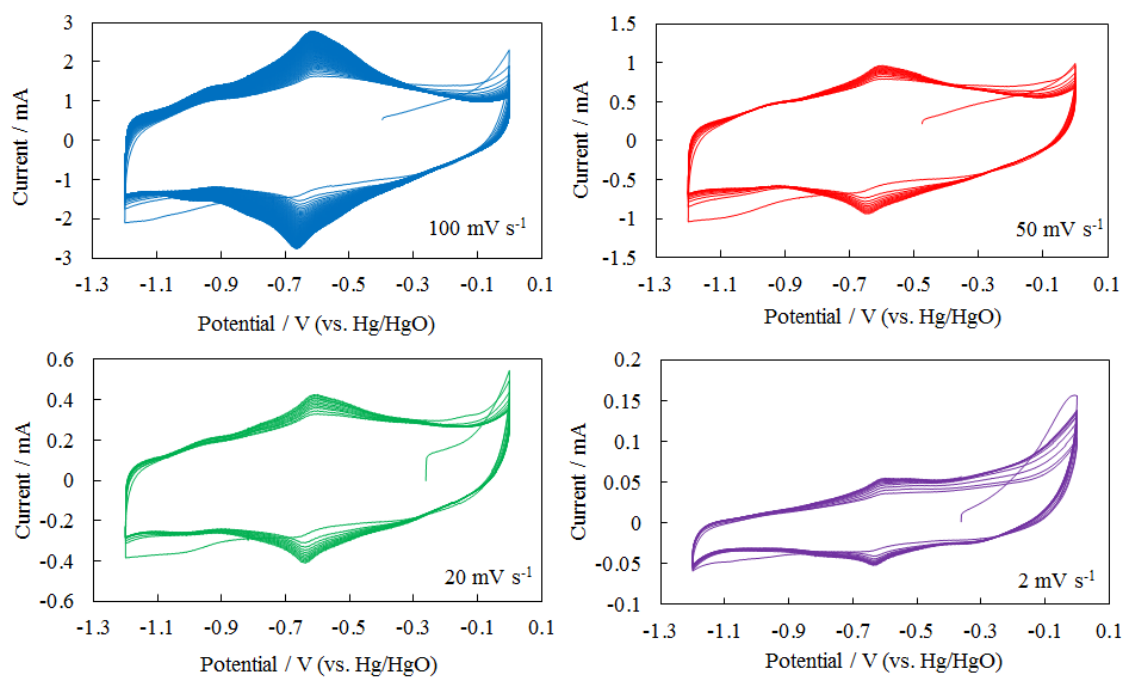 3
2
1
0
-1
-2
-3
Current / mA
100 mV s-1
-1.3 -1.1 -0.9 -0.7 -0.5 -0.3 -0.1 0.1
Potential / V (vs. Hg/HgO)
1.5
1
0.5
0
-0.5
-1
-1.5
Current / mA
50 mV s-1
-1.3 -1.1 -0.9 -0.7 -0.5 -0.3 -0.1 0.1
Potential / V (vs. Hg/HgO)
0.6
0.4
0.2
0
-0.2
-0.4
-0.6
Current / mA
20 mV s-1
-1.3 -1.1 -0.9 -0.7 -0.5 -0.3 -0.1 0.1
Potential / V (vs. Hg/HgO)
0.2
0.15
0.1
0.05
0
-0.05
-0.1
Current / mA
2 mV s-1
-1.3 -1.1 -0.9 -0.7 -0.5 -0.3 -0.1 0.1
Potential / V (vs. Hg/HgO)